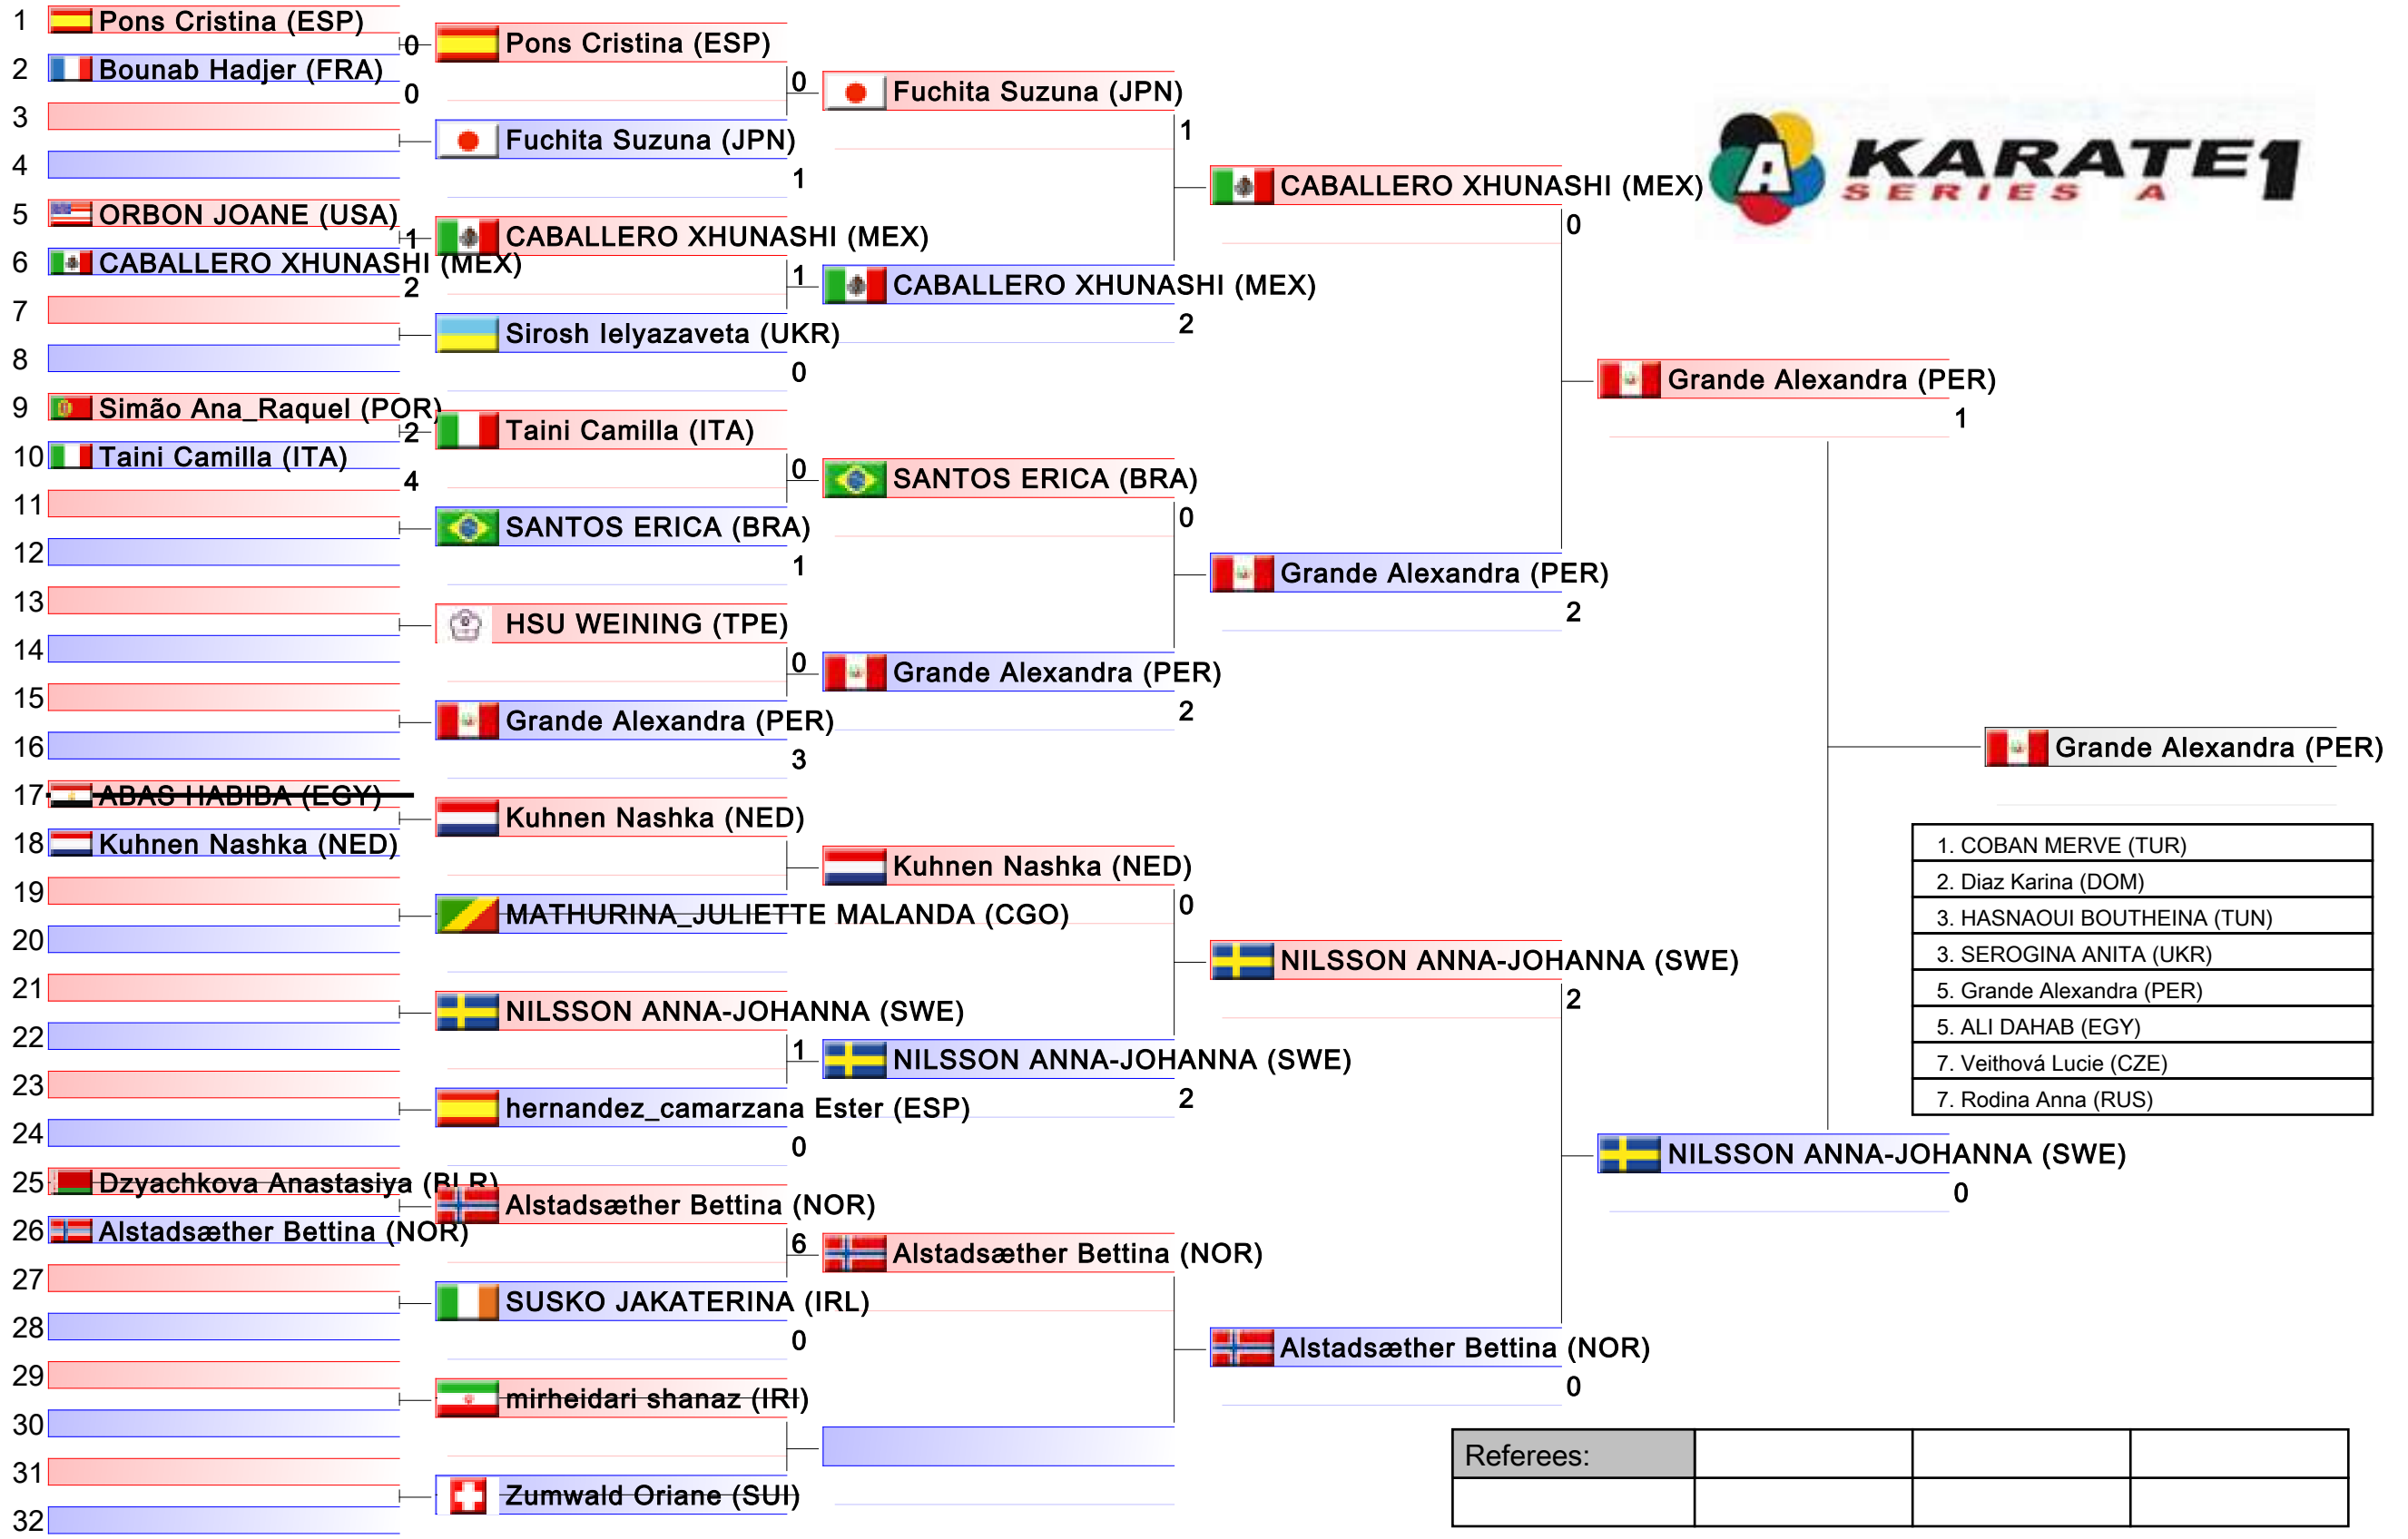 1 Pons Cristina (ESP)
0
2 Bounab Hadjer (FRA)
0
3
4
5 ORBON JOANE (USA)
1
6 CABALLERO XHUNASHI (MEX)
2
7
8
9 Simão Ana_Raquel (POR)
2
10 Taini Camilla (ITA)
4
11
12
13
14
15
16
17 ABAS HABIBA (EGY)
18 Kuhnen Nashka (NED)
19
20
21
22
23
24
25 Dzyachkova Anastasiya (BLR)
26 Alstadsæther Bettina (NOR)
27
28
29
30
31
32
Pons Cristina (ESP)
0
Fuchita Suzuna (JPN)
1
CABALLERO XHUNASHI (MEX)
1
Sirosh Ielyazaveta (UKR)
0
Taini Camilla (ITA)
0
SANTOS ERICA (BRA)
1
HSU WEINING (TPE)
0
Grande Alexandra (PER)
3
Kuhnen Nashka (NED)
MATHURINA_JULIETTE MALANDA (CGO)
NILSSON ANNA-JOHANNA (SWE)
1
hernandez_camarzana Ester (ESP)
0
Alstadsæther Bettina (NOR)
6
SUSKO JAKATERINA (IRL)
0
mirheidari shanaz (IRI)
Zumwald Oriane (SUI)
Fuchita Suzuna (JPN)
1
CABALLERO XHUNASHI (MEX)
2
SANTOS ERICA (BRA)
0
Grande Alexandra (PER)
2
Kuhnen Nashka (NED)
0
NILSSON ANNA-JOHANNA (SWE)
2
Alstadsæther Bettina (NOR)
CABALLERO XHUNASHI (MEX)
0
Grande Alexandra (PER)
2
NILSSON ANNA-JOHANNA (SWE)
2
Alstadsæther Bettina (NOR)
0
Grande Alexandra (PER)
1
NILSSON ANNA-JOHANNA (SWE)
0
Grande Alexandra (PER)
A KARATE1
SERIES A
1. COBAN MERVE (TUR)
2. Diaz Karina (DOM)
3. HASNAOUI BOUTHEINA (TUN)
3. SEROGINA ANITA (UKR)
5. Grande Alexandra (PER)
5. ALI DAHAB (EGY)
7. Veithová Lucie (CZE)
7. Rodina Anna (RUS)
Referees: